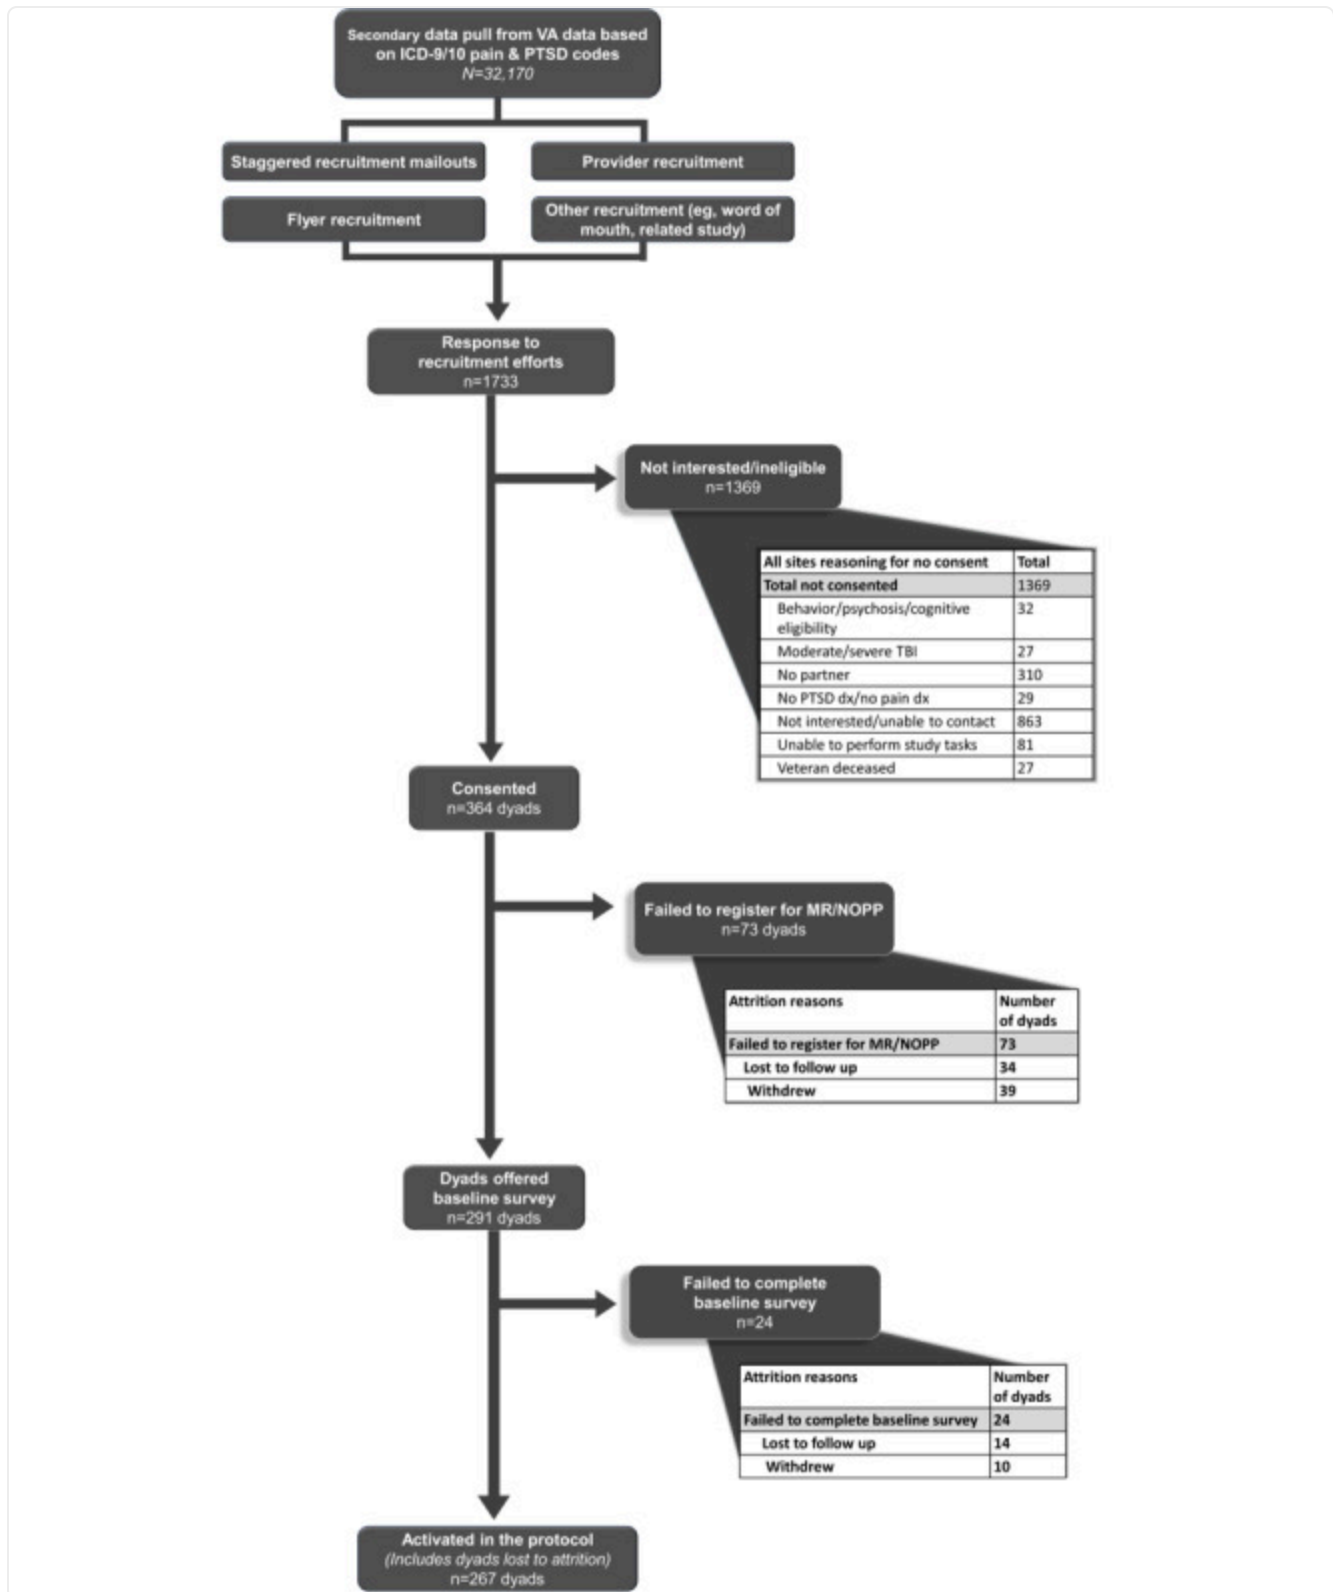 Secondary data pull from VA data based
on ICD-9/10 pain & PTSD codes
N=32,170
Staggered recruitment mailouts
Provider recruitment
Flyer recruitment
Other recruitment (eg, word of
mouth, related study)
Response to
recruitment efforts
n=1733
Not interested/ineligible
n=1369
All sites reasoning for no consent Total
Total not consented 1369
Behavior/psychosis/cognitive 32
eligibility
Moderate/severe TBI 27
No partner 310
No PTSD dx/no pain dx 29
Not interested/unable to contact 863
Unable to perform study tasks 81
Veteran deceased 27
Consented
n=364 dyads
Failed to register for MR/NOPP
n=73 dyads
Attrition reasons Number
of dyads
Failed to register for MR/NOPP 73
Lost to follow up 34
Withdrew 39
Dyads offered
baseline survey
n=291 dyads
Failed to complete
baseline survey
n=24
Attrition reasons Number
of dyads
Failed to complete baseline survey 24
Lost to follow up 14
Withdrew 10
Activated in the protocol
(Includes dyads lost to attrition)
n=267 dyads